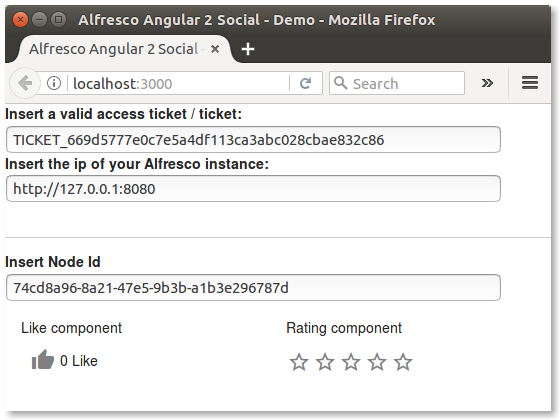 Alfresco Angular 2 Social - Demo - Mozilla Firefox
Alfresco Angular 2 Social -
localhost:3000
Search
Insert a valid access ticket / ticket:
TICKET_669d5777e0c7e5a4df113ca3abc028cbae832c86
Insert the ip of your Alfresco instance:
http://127.0.0.1:8080
Insert Node Id
74cd8a96-8a21-47e5-9b3b-a1b3e296787d
Like component
Rating component
0 Like